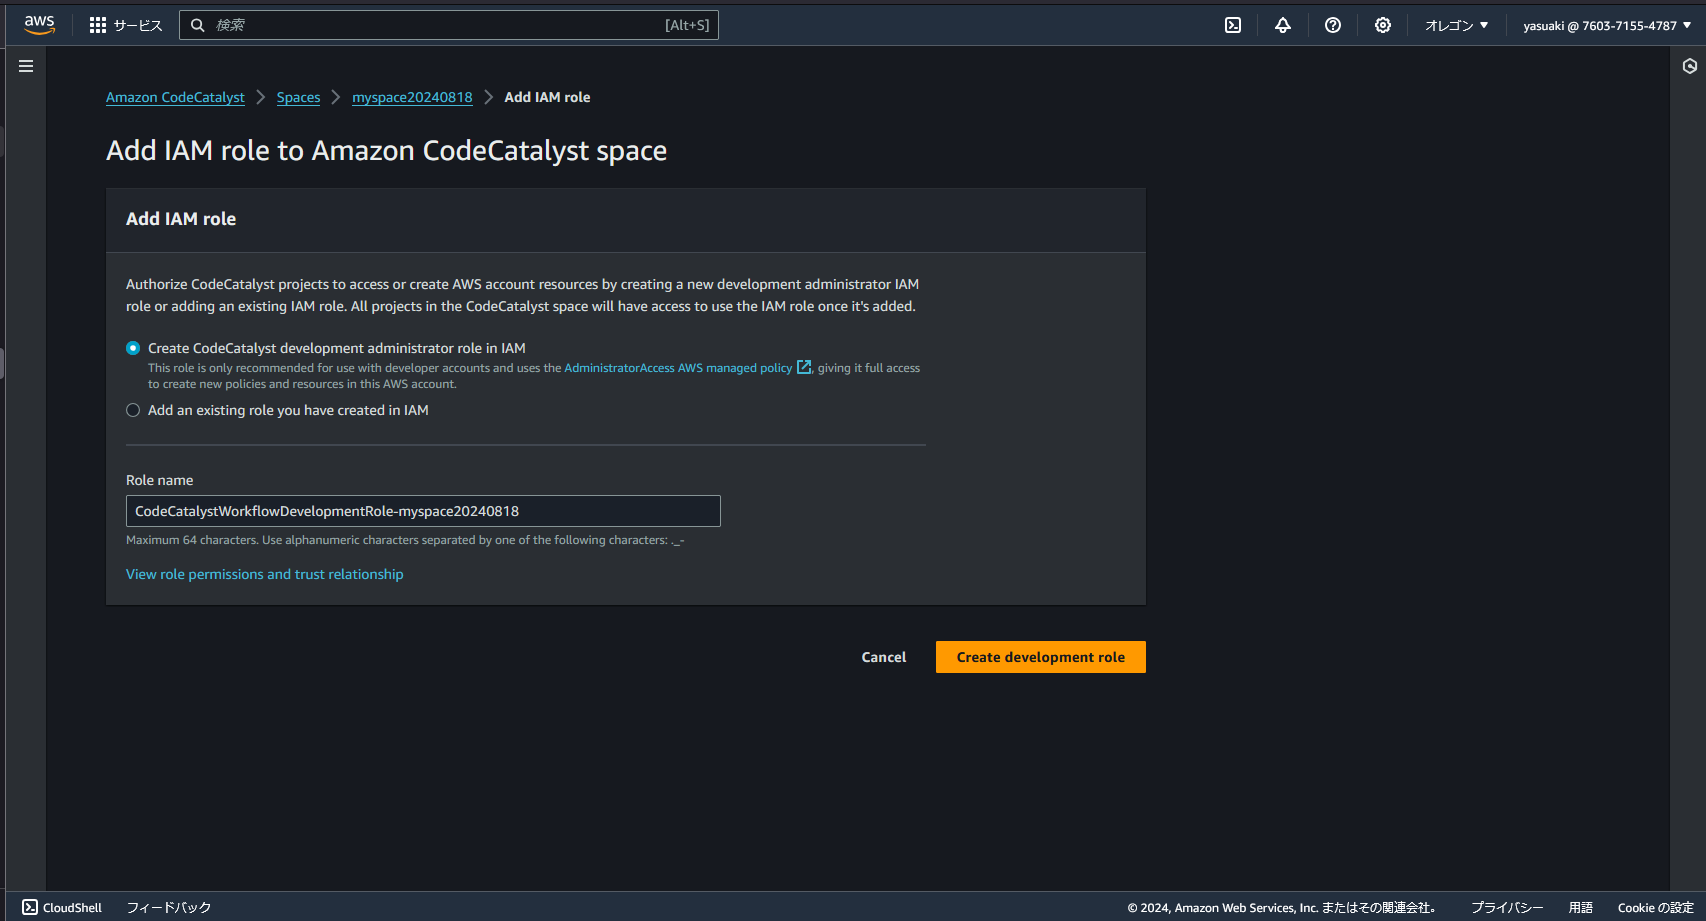 aws
サービス
検索
[Alt+S]
オレゴン
yasuaki @ 7603-7155-4787
Amazon CodeCatalyst
Spaces
myspace20240818
Add IAM role
Add IAM role to Amazon CodeCatalyst space
Add IAM role
Authorize CodeCatalyst projects to access or create AWS account resources by creating a new development administrator IAM
role or adding an existing IAM role. All projects in the CodeCatalyst space will have access to use the IAM role once it's added.
Create CodeCatalyst development administrator role in IAM
This role is only recommended for use with developer accounts and uses the AdministratorAccess AWS managed policy , giving it full access
to create new policies and resources in this AWS account.
Add an existing role you have created in IAM
Role name
CodeCatalystWorkflowDevelopmentRole-myspace20240818
Maximum 64 characters. Use alphanumeric characters separated by one of the following characters: ._-
View role permissions and trust relationship
Cancel
Create development role
CloudShell
フィードバック
© 2024, Amazon Web Services, Inc. またはその関連会社。
プライバシー
用語
Cookie の設定